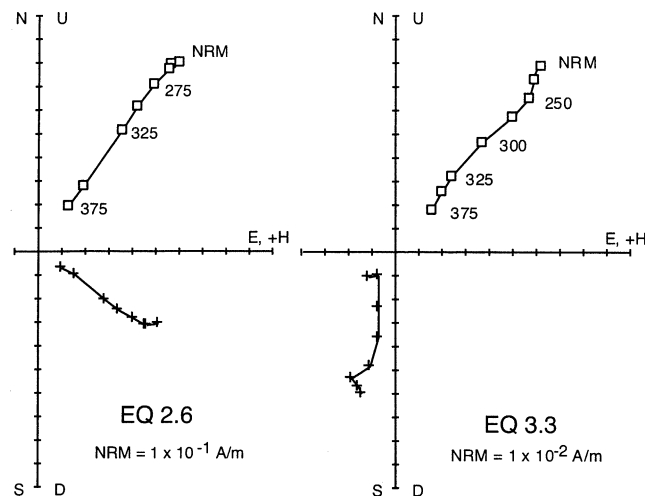 N U
NRM
275
325
375
E, +H
S D
EQ 2.6
NRM = 1 x 10⁻¹ A/m
N U
NRM
250
300
325
375
E, +H
S D
EQ 3.3
NRM = 1 x 10⁻² A/m